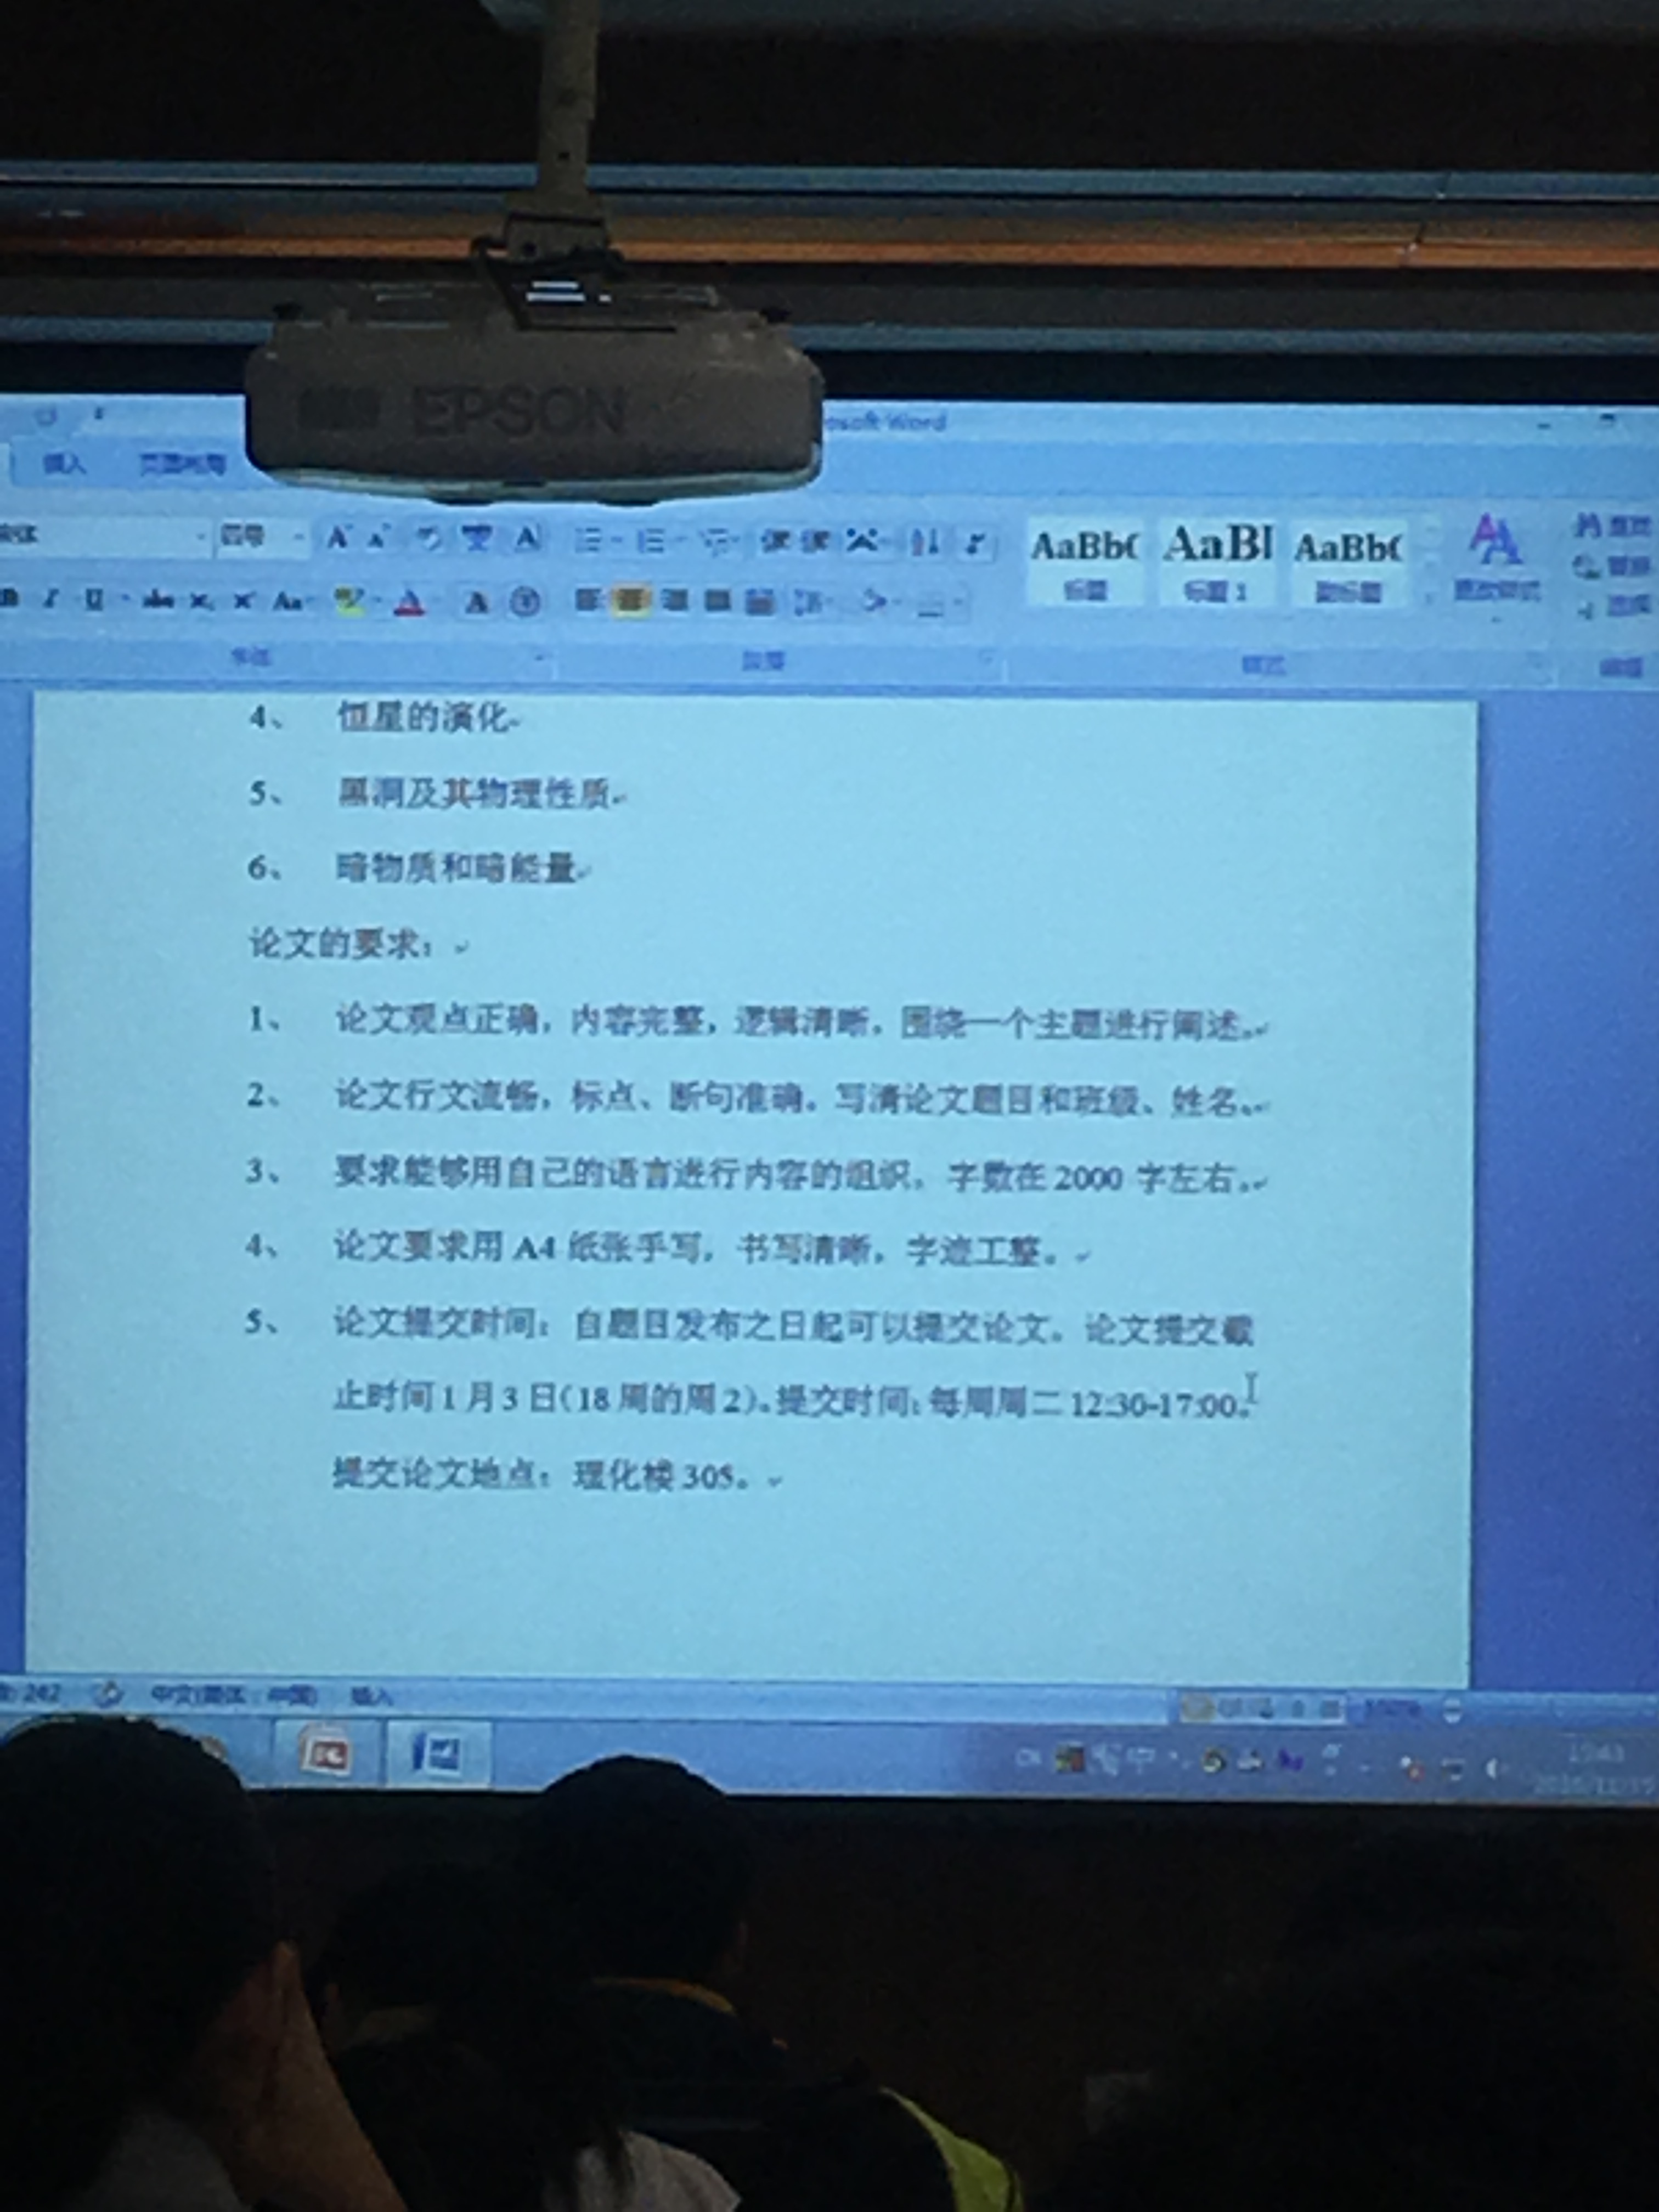 EPSON
osoft Word
插入 页面布局
四号
AaBb( AaBl AaBb(
标题 标题 1 副标题 更改样式
查找
替换
选择
段落 样式
4、 恒星的演化
5、 黑洞及其物理性质
6、 暗物质和暗能量
论文的要求：
1、 论文观点正确，内容完整，逻辑清晰，围绕一个主题进行阐述。
2、 论文行文流畅，标点、断句准确。写清论文题目和班级、姓名。
3、 要求能够用自己的语言进行内容的组织，字数在 2000 字左右。
4、 论文要求用 A4 纸张手写，书写清晰，字迹工整。
5、 论文提交时间：自题目发布之日起可以提交论文。论文提交截
止时间 1 月 3 日（18 周的周 2）。提交时间：每周周二 12:30-17:00。
提交论文地点：理化楼 305。
242 中文(简体，中国) 插入